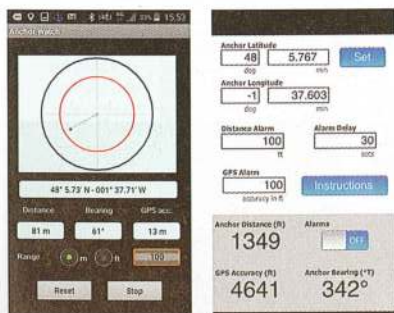 15:53
Anchor Watch
48° 5.73' N - 001° 37.71' W
Distance Bearing GPS acc.
81 m 61° 13 m
Range m ft 100
Reset Stop
Anchor Latitude
48 5.767 Set
deg min
Anchor Longitude
-1 37.603
deg min
Distance Alarm Alarm Delay
100 30
ft secs
GPS Alarm
100 Instructions
accuracy in ft
Anchor Distance (ft) Alarms
1349 OFF
GPS Accuracy (ft) Anchor Bearing (°T)
4641 342°